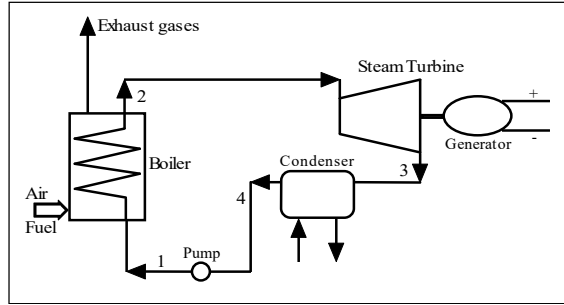 Exhaust gases
Steam Turbine
2
+
-
Generator
Boiler
Condenser
3
4
Air
Fuel
Pump
1